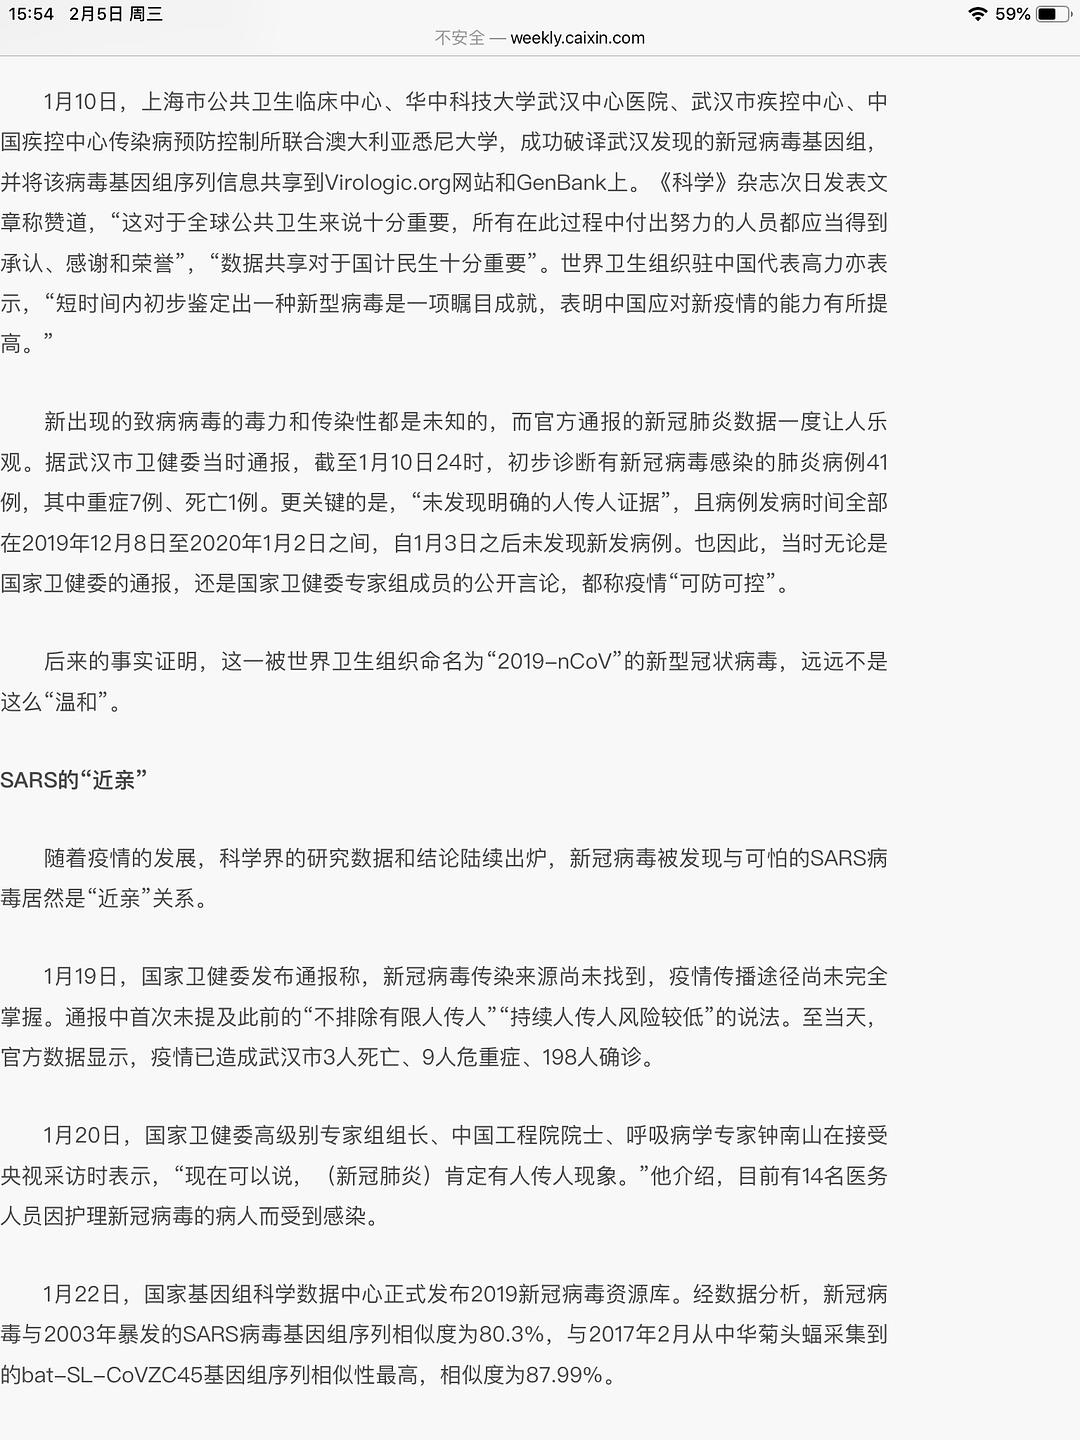 15:54 2月5日 周三
59%
不安全 — weekly.caixin.com
1月10日，上海市公共卫生临床中心、华中科技大学武汉中心医院、武汉市疾控中心、中
国疾控中心传染病预防控制所联合澳大利亚悉尼大学，成功破译武汉发现的新冠病毒基因组，
并将该病毒基因组序列信息共享到Virologic.org网站和GenBank上。《科学》杂志次日发表文
章称赞道，“这对于全球公共卫生来说十分重要，所有在此过程中付出努力的人员都应当得到
承认、感谢和荣誉”，“数据共享对于国计民生十分重要”。世界卫生组织驻中国代表高力亦表
示，“短时间内初步鉴定出一种新型病毒是一项瞩目成就，表明中国应对新疫情的能力有所提
高。”
新出现的致病病毒的毒力和传染性都是未知的，而官方通报的新冠肺炎数据一度让人乐
观。据武汉市卫健委当时通报，截至1月10日24时，初步诊断有新冠病毒感染的肺炎病例41
例，其中重症7例、死亡1例。更关键的是，“未发现明确的人传人证据”，且病例发病时间全部
在2019年12月8日至2020年1月2日之间，自1月3日之后未发现新发病例。也因此，当时无论是
国家卫健委的通报，还是国家卫健委专家组成员的公开言论，都称疫情“可防可控”。
后来的事实证明，这一被世界卫生组织命名为“2019-nCoV”的新型冠状病毒，远远不是
这么“温和”。
SARS的“近亲”
随着疫情的发展，科学界的研究数据和结论陆续出炉，新冠病毒被发现与可怕的SARS病
毒居然是“近亲”关系。
1月19日，国家卫健委发布通报称，新冠病毒传染来源尚未找到，疫情传播途径尚未完全
掌握。通报中首次未提及此前的“不排除有限人传人”“持续人传人风险较低”的说法。至当天，
官方数据显示，疫情已造成武汉市3人死亡、9人危重症、198人确诊。
1月20日，国家卫健委高级别专家组组长、中国工程院院士、呼吸病学专家钟南山在接受
央视采访时表示，“现在可以说，（新冠肺炎）肯定有人传人现象。”他介绍，目前有14名医务
人员因护理新冠病毒的病人而受到感染。
1月22日，国家基因组科学数据中心正式发布2019新冠病毒资源库。经数据分析，新冠病
毒与2003年暴发的SARS病毒基因组序列相似度为80.3%，与2017年2月从中华菊头蝠采集到
的bat-SL-CoVZC45基因组序列相似性最高，相似度为87.99%。